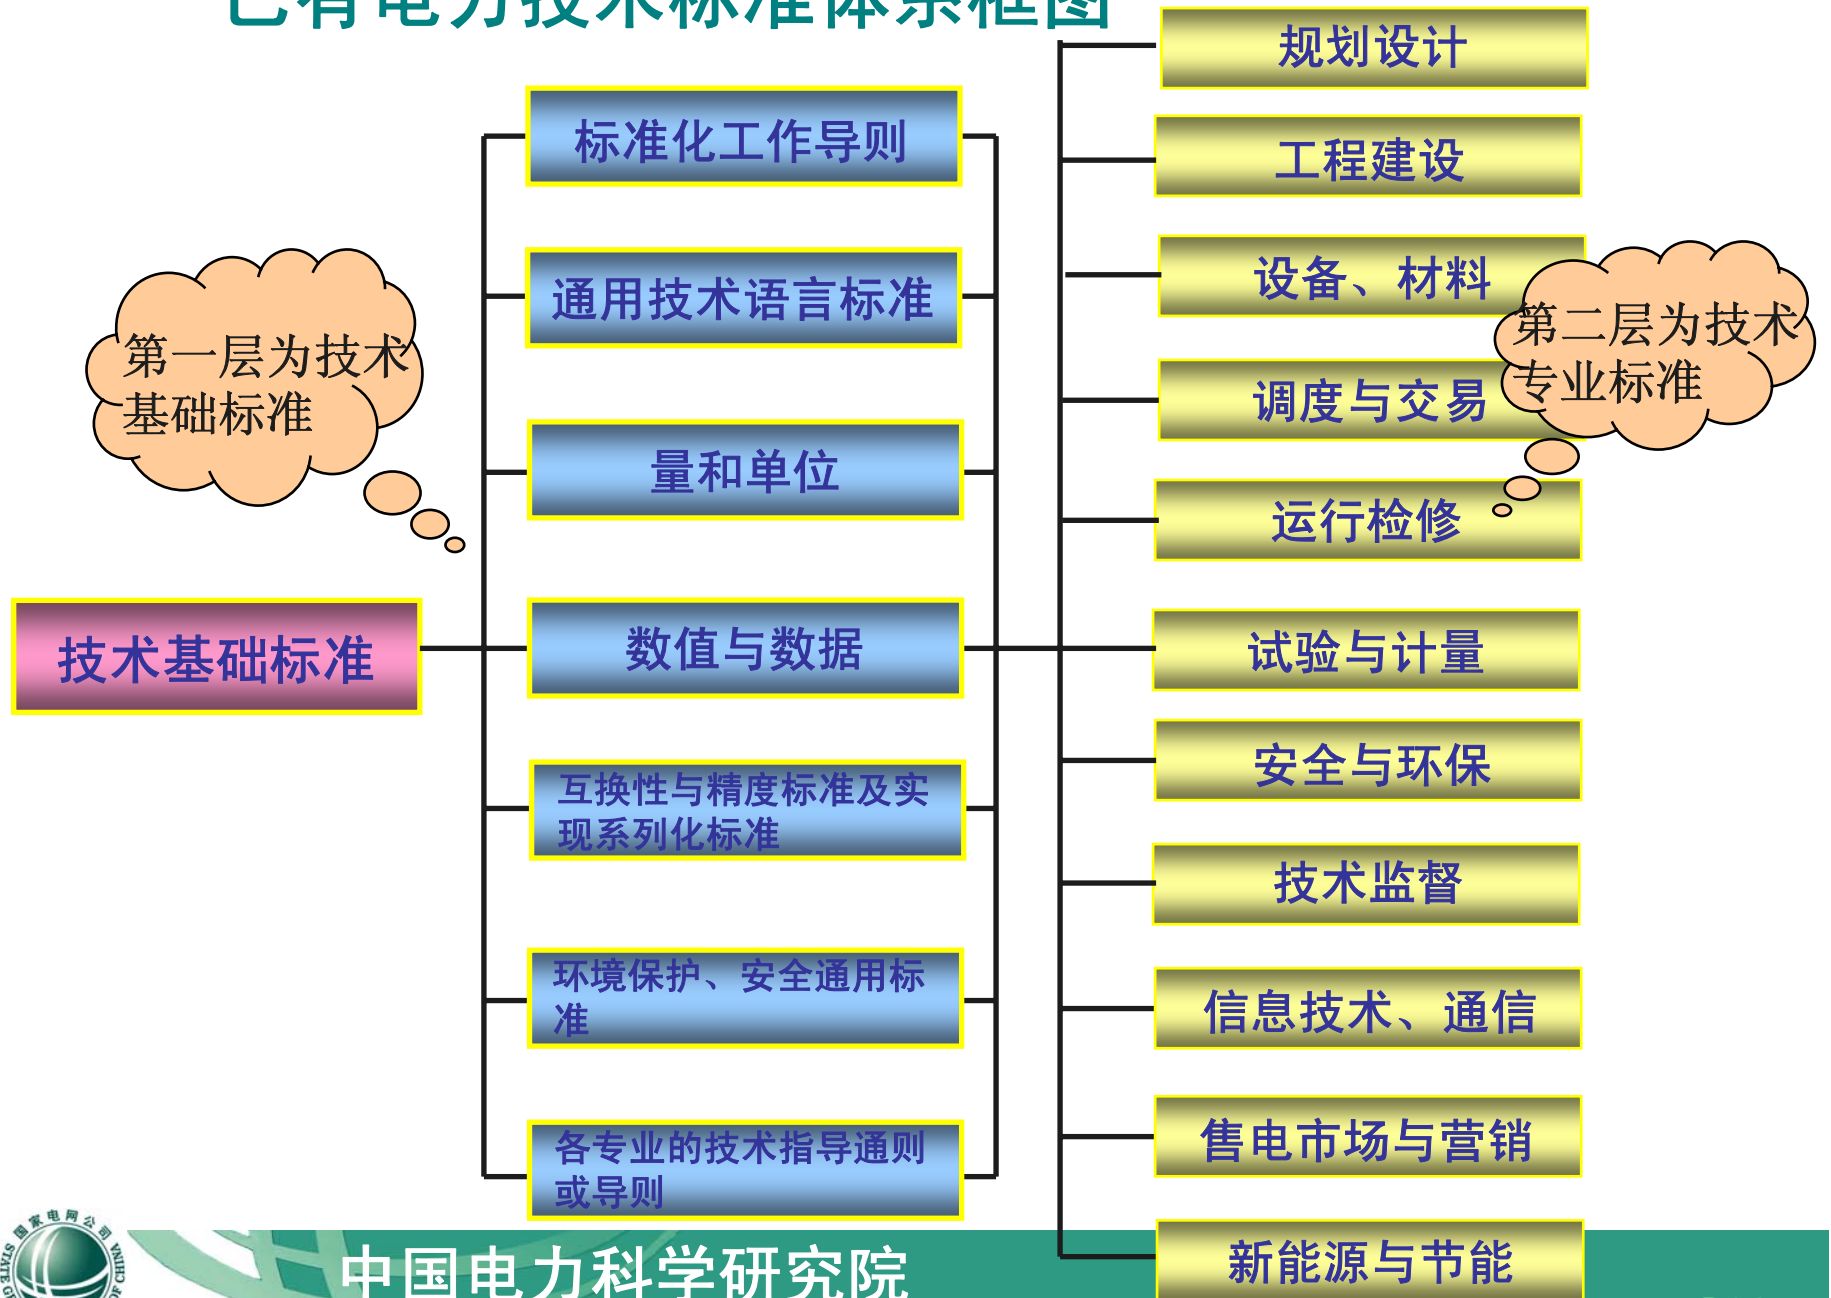 已有电力技术标准体系框图
规划设计
标准化工作导则
工程建设
通用技术语言标准
设备、材料
第一层为技术
基础标准
第二层为技术
专业标准
调度与交易
量和单位
运行检修
技术基础标准
数值与数据
试验与计量
互换性与精度标准及实
现系列化标准
安全与环保
技术监督
环境保护、安全通用标
准
信息技术、通信
各专业的技术指导通则
或导则
售电市场与营销
新能源与节能
国家电网公司
中国电力科学研究院